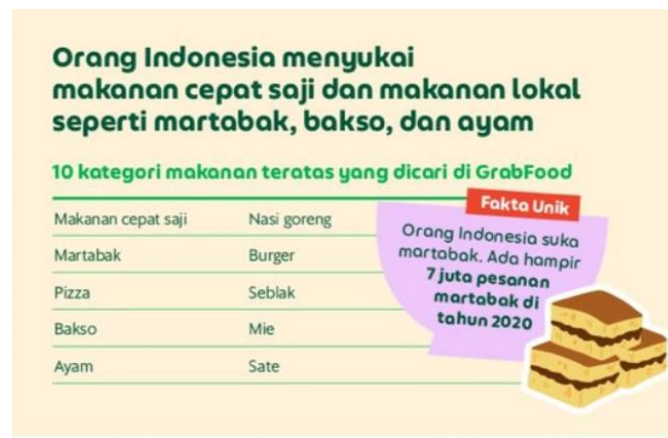 Orang Indonesia menyukai
makanan cepat saji dan makanan lokal
seperti martabak, bakso, dan ayam
10 kategori makanan teratas yang dicari di GrabFood
Makanan cepat saji
Nasi goreng
Martabak
Burger
Pizza
Seblak
Bakso
Mie
Ayam
Sate
Fakta Unik
Orang Indonesia suka
martabak. Ada hampir
7 juta pesanan
martabak di
tahun 2020